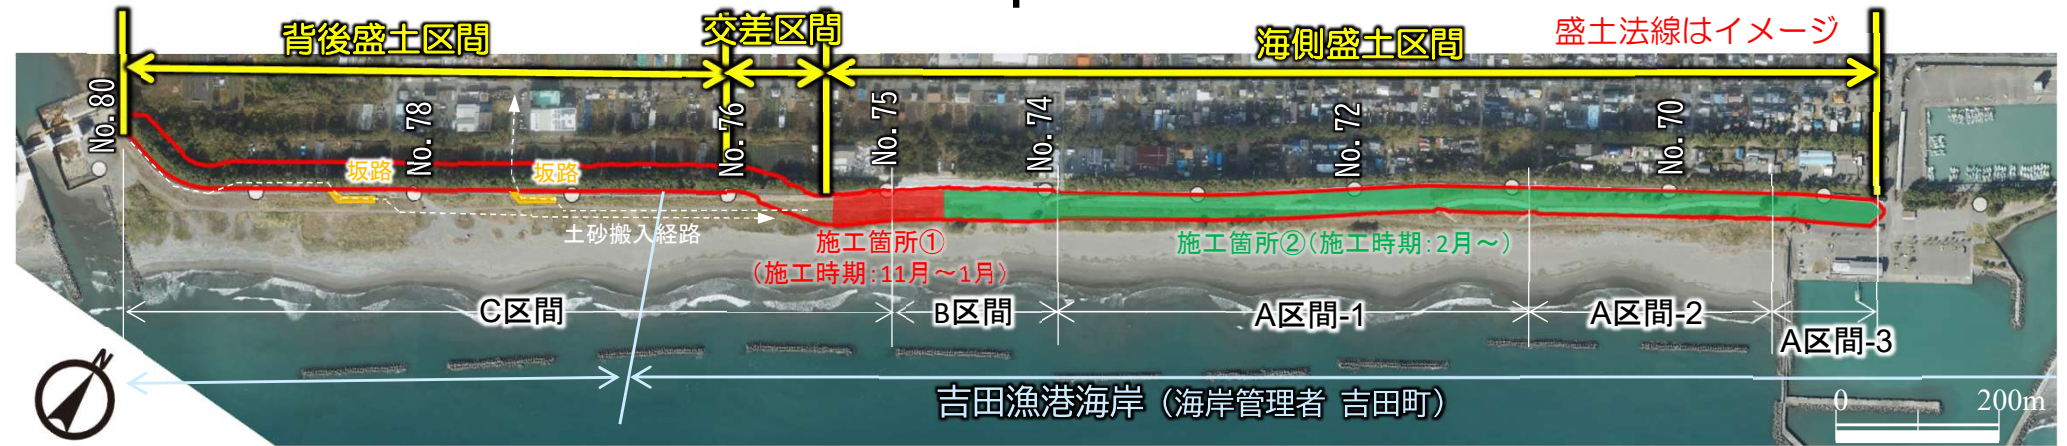 背後盛土区間
交差区間
海側盛土区間
盛土法線はイメージ
No.80
No.78
No.76
No.75
No.74
No.72
No.70
坂路
坂路
土砂搬入経路
施工箇所①
(施工時期:11月~1月)
施工箇所②(施工時期:2月~)
C区間
B区間
A区間-1
A区間-2
A区間-3
吉田漁港海岸(海岸管理者 吉田町)
N
0 200m